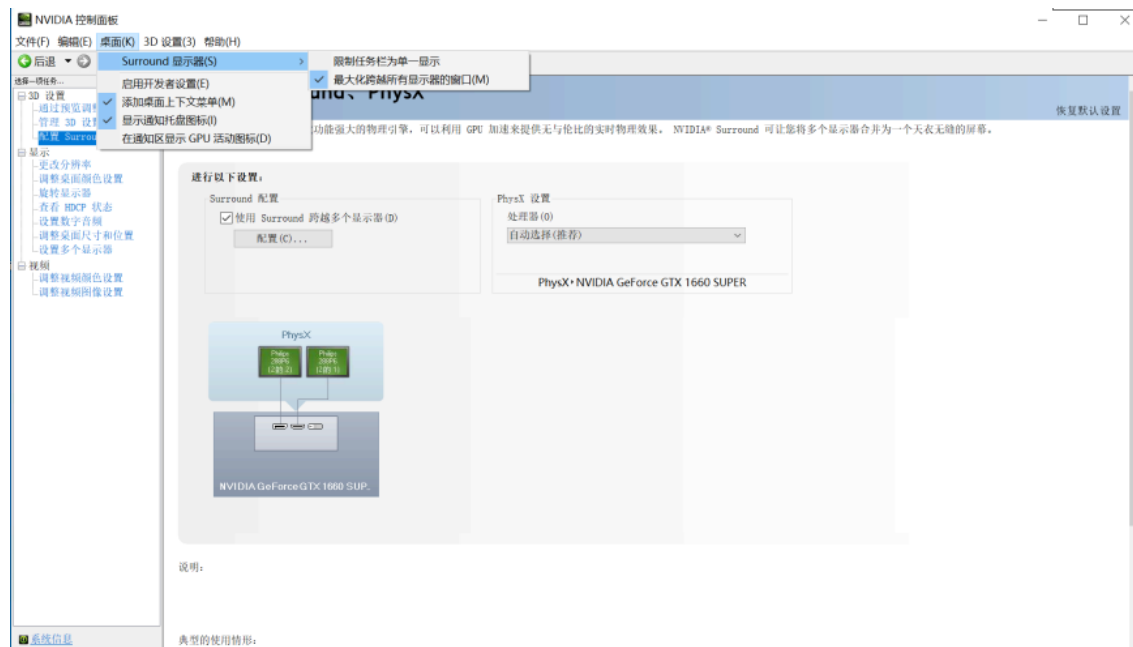 NVIDIA 控制面板
文件(F) 编辑(E) 桌面(K) 3D 设置(3) 帮助(H)
后退
Surround 显示器(S)
限制任务栏为单一显示
最大化跨越所有显示器的窗口(M)
启用开发者设置(E)
添加桌面上下文菜单(M)
显示通知托盘图标(I)
在通知区显示 GPU 活动图标(D)
选择一项任务...
3D 设置
通过预览调整
管理 3D 设
配置 Surrou
显示
更改分辨率
调整桌面颜色设置
旋转显示器
查看 HDCP 状态
设置数字音频
调整桌面尺寸和位置
设置多个显示器
视频
调整视频颜色设置
调整视频图像设置
系统信息
und、PhysX
恢复默认设置
功能强大的物理引擎,可以利用 GPU 加速来提供无与伦比的实时物理效果。 NVIDIA® Surround 可让您将多个显示器合并为一个天衣无缝的屏幕。
进行以下设置:
Surround 配置
使用 Surround 跨越多个显示器(D)
配置(C)...
PhysX 设置
处理器(O)
自动选择(推荐)
PhysX NVIDIA GeForce GTX 1660 SUPER
PhysX
NVIDIA GeForce GTX 1660 SUP.
说明:
典型的使用情形: